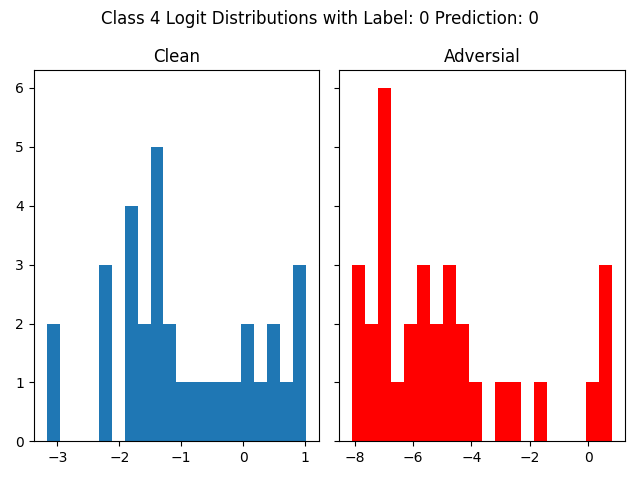 Class 4 Logit Distributions with Label: 0 Prediction: 0
Clean
Adversial
6
5
4
3
2
1
0
−3 −2 −1 0 1
−8 −6 −4 −2 0